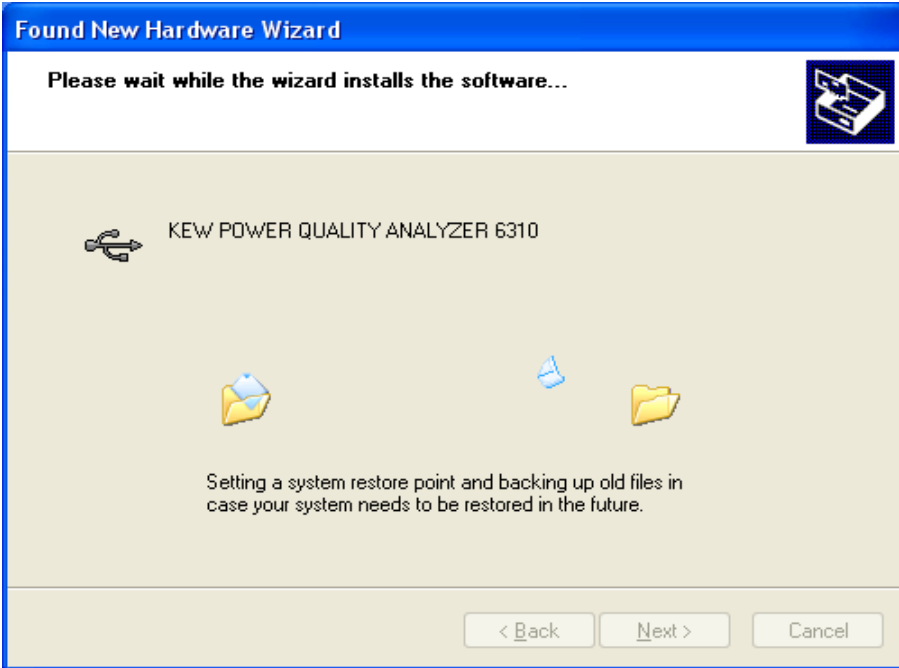 Found New Hardware Wizard
Please wait while the wizard installs the software...
KEW POWER QUALITY ANALYZER 6310
Setting a system restore point and backing up old files in
case your system needs to be restored in the future.
< Back
Next >
Cancel